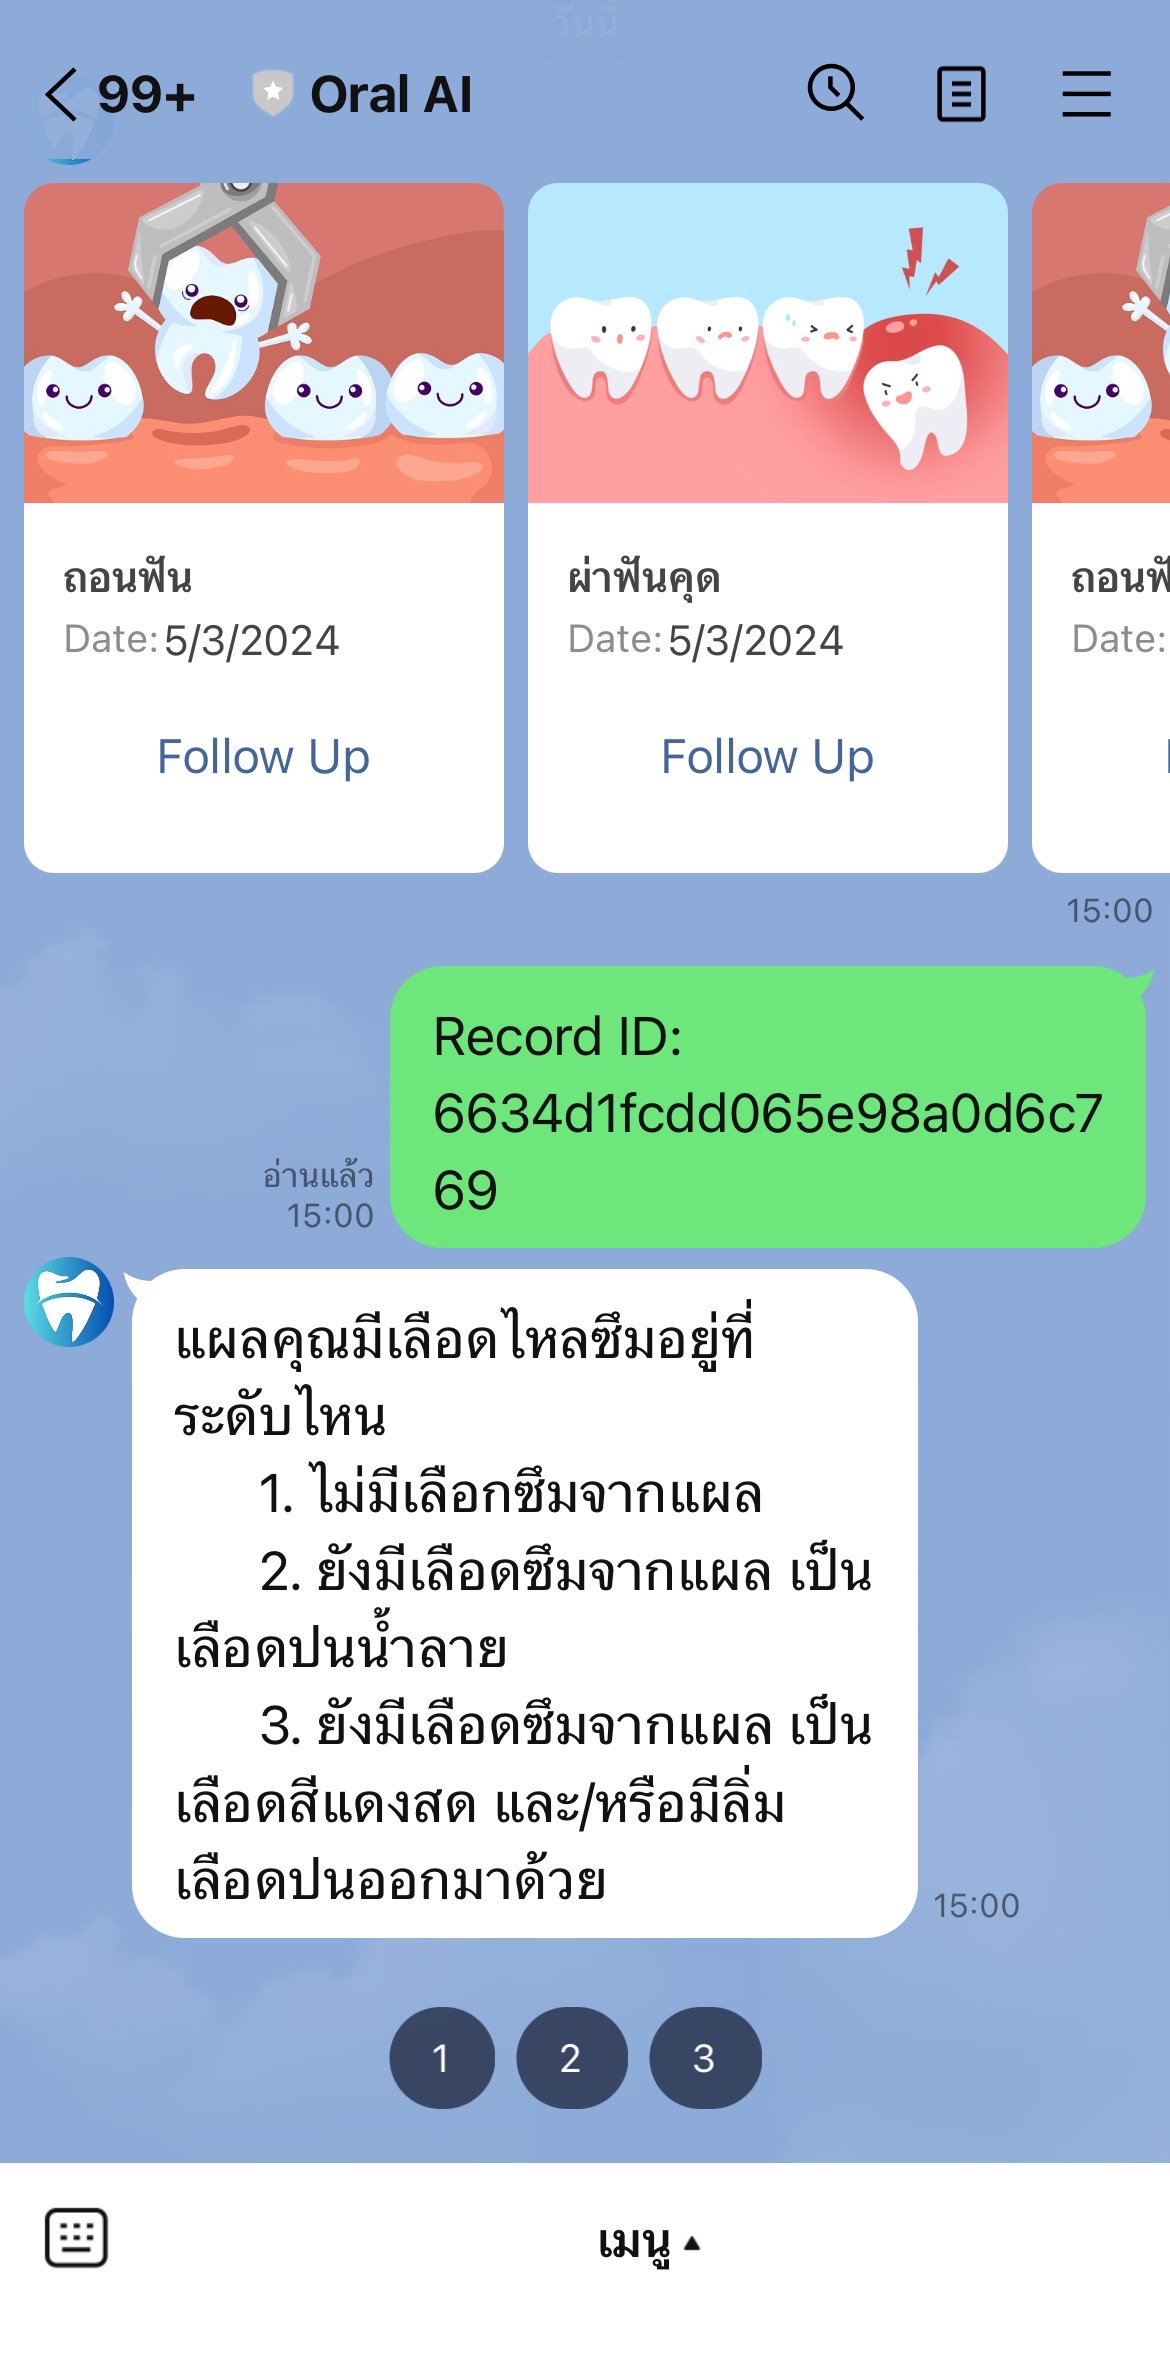 วันนี้
99+
Oral AI
ถอนฟัน
Date: 5/3/2024
Follow Up
ผ่าฟันคุด
Date: 5/3/2024
Follow Up
ถอนฟั
Date:
15:00
Record ID:
6634d1fcdd065e98a0d6c7
69
อ่านแล้ว
15:00
แผลคุณมีเลือดไหลซึมอยู่ที่
ระดับไหน
1. ไม่มีเลือกซึมจากแผล
2. ยังมีเลือดซึมจากแผล เป็น
เลือดปนน้ำลาย
3. ยังมีเลือดซึมจากแผล เป็น
เลือดสีแดงสด และ/หรือมีลิ่ม
เลือดปนออกมาด้วย
15:00
1
2
3
เมนู